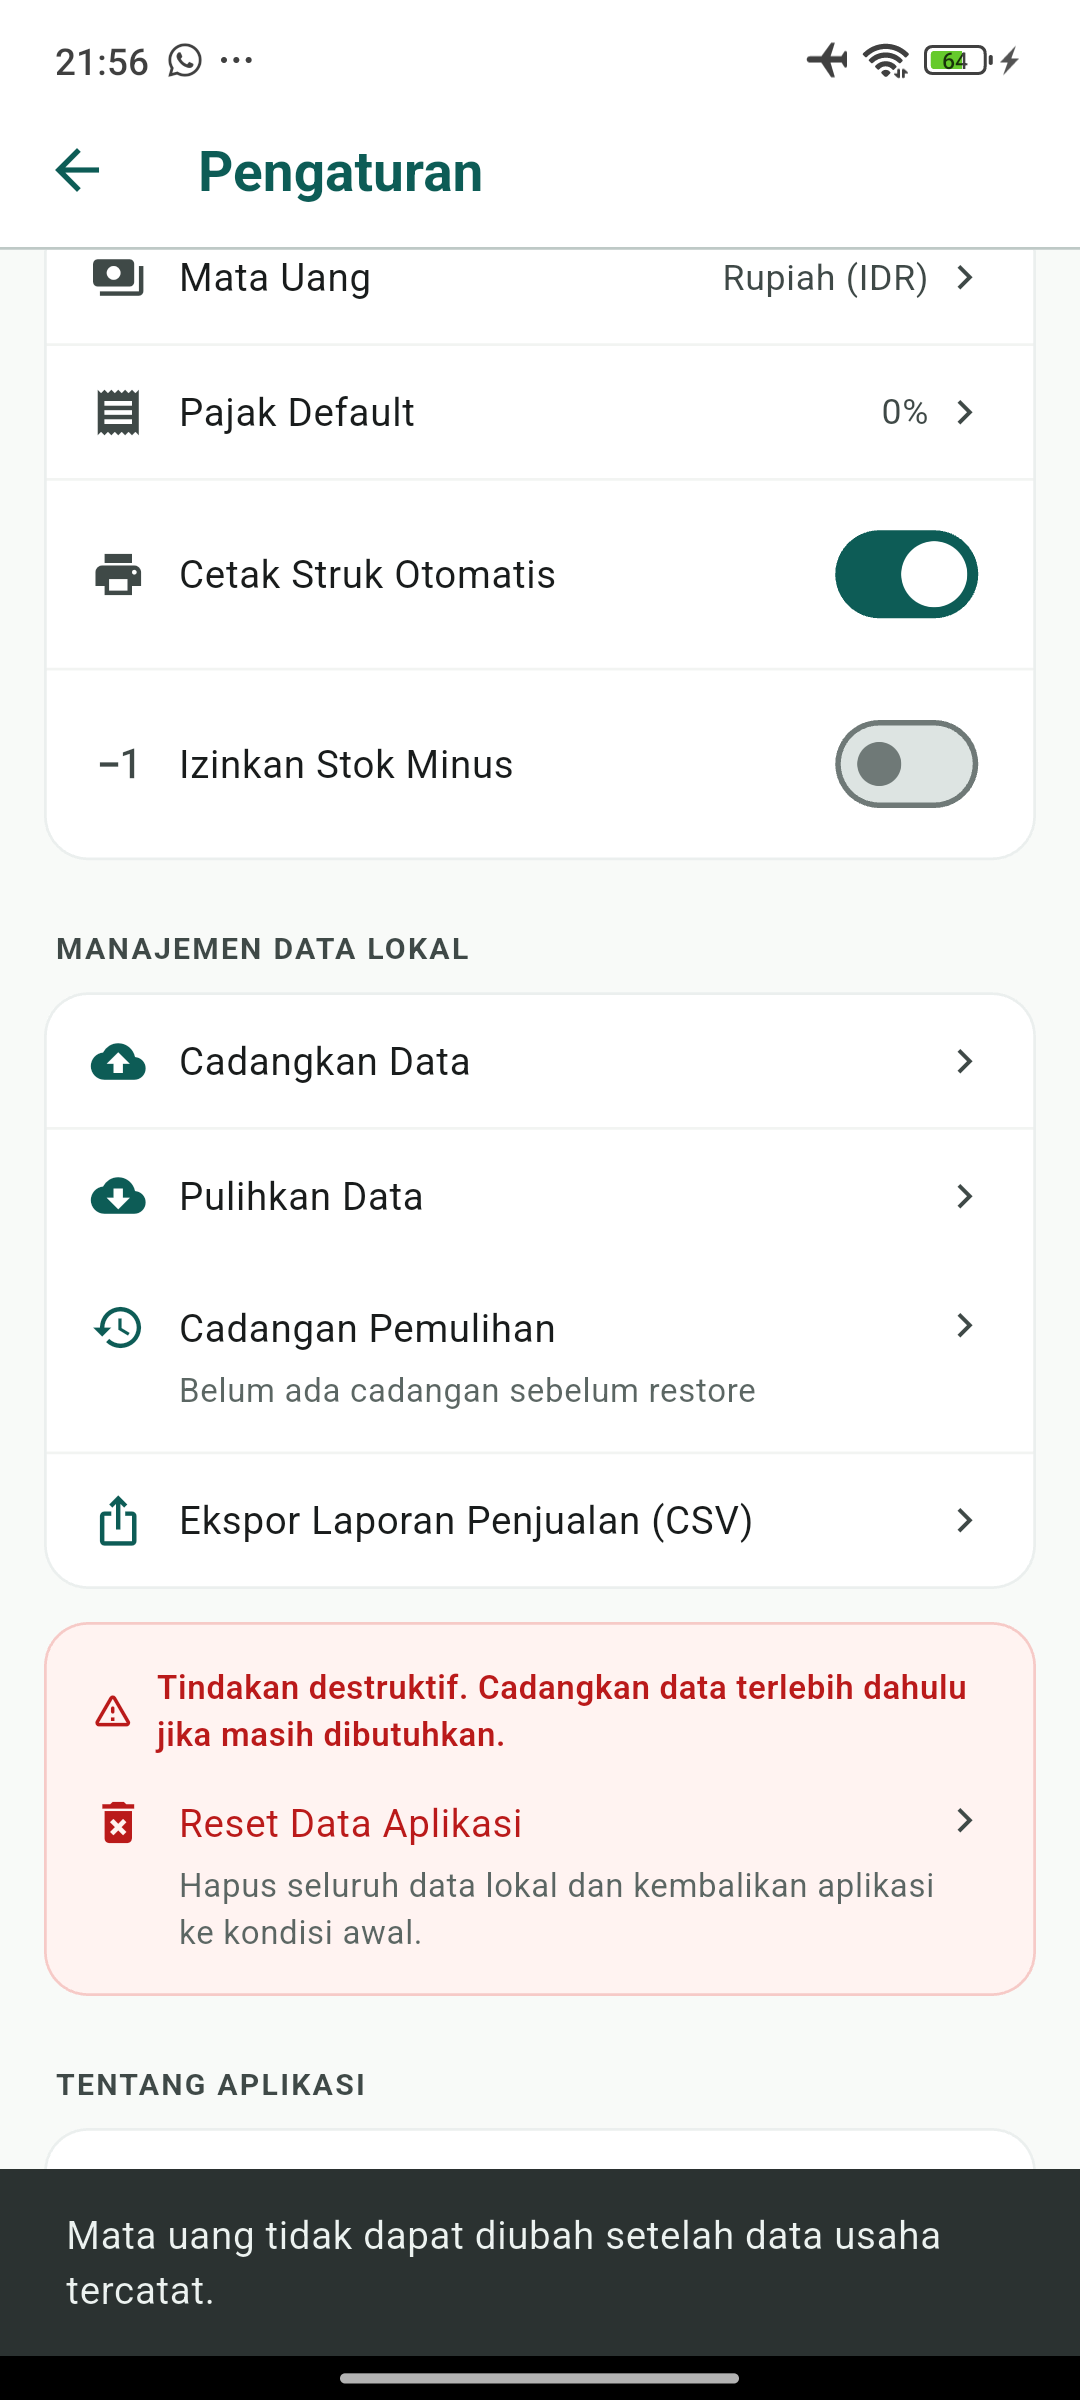 21:56
64
Pengaturan
Mata Uang
Rupiah (IDR)
Pajak Default
0%
Cetak Struk Otomatis
−1
Izinkan Stok Minus
MANAJEMEN DATA LOKAL
Cadangkan Data
Pulihkan Data
Cadangan Pemulihan
Belum ada cadangan sebelum restore
Ekspor Laporan Penjualan (CSV)
Tindakan destruktif. Cadangkan data terlebih dahulu
jika masih dibutuhkan.
Reset Data Aplikasi
Hapus seluruh data lokal dan kembalikan aplikasi
ke kondisi awal.
TENTANG APLIKASI
Mata uang tidak dapat diubah setelah data usaha
tercatat.